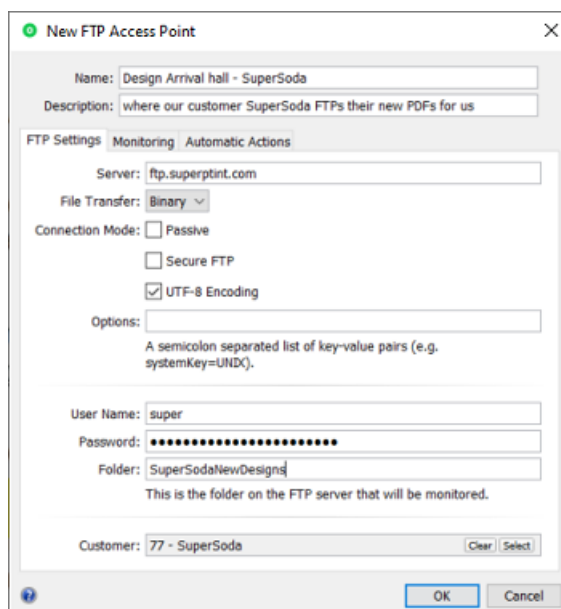 New FTP Access Point
Name: Design Arrival hall - SuperSoda
Description: where our customer SuperSoda FTPs their new PDFs for us
FTP Settings Monitoring Automatic Actions
Server: ftp.superptint.com
File Transfer: Binary
Connection Mode: Passive
Secure FTP
UTF-8 Encoding
Options:
A semicolon separated list of key-value pairs (e.g.
systemKey=UNIX).
User Name: super
Password: ••••••••••••••••••••••••
Folder: SuperSodaNewDesigns
This is the folder on the FTP server that will be monitored.
Customer: 77 - SuperSoda Clear Select
? OK Cancel